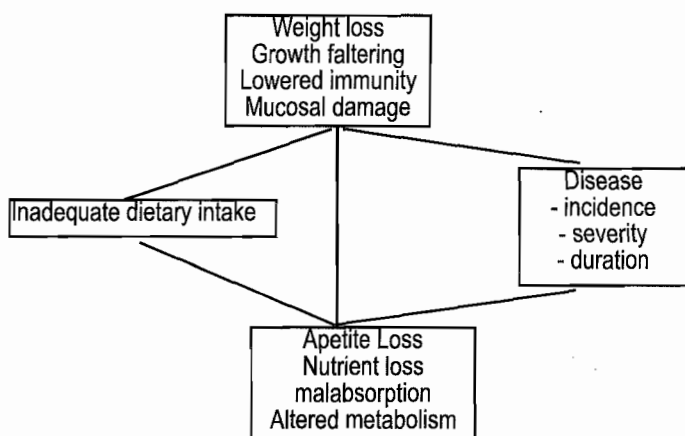 Weight loss
Growth faltering
Lowered immunity
Mucosal damage
Inadequate dietary intake
Disease
- incidence
- severity
- duration
Apetite Loss
Nutrient loss
malabsorption
Altered metabolism